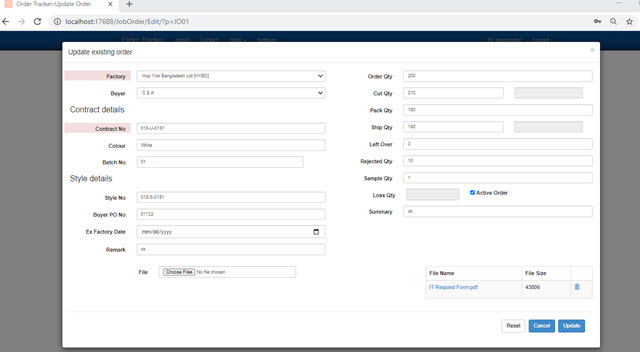 Order Tracker::Update Order
localhost:17688/JobOrder/Edit/?p=JO01
Order Tracker About Contact Style Settings Logout
Update existing order
Factory Hop Yick Bangladesh Ltd [HYBD]
Buyer C & A
Contract details
Contract No 018-U-0181
Colour White
Batch No 01
Style details
Style No 018-S-0181
Buyer PO No 01722
Ex Factory Date mm/dd/yyyy
Remark ok
File Choose Files No file chosen
Order Qty 200
Cut Qty 210
Pack Qty 190
Ship Qty 190
Left Over 3
Rejected Qty 10
Sample Qty 1
Loss Qty Active Order
Summary ok
File Name File Size
IT Request Form.pdf 43806
Reset Cancel Update